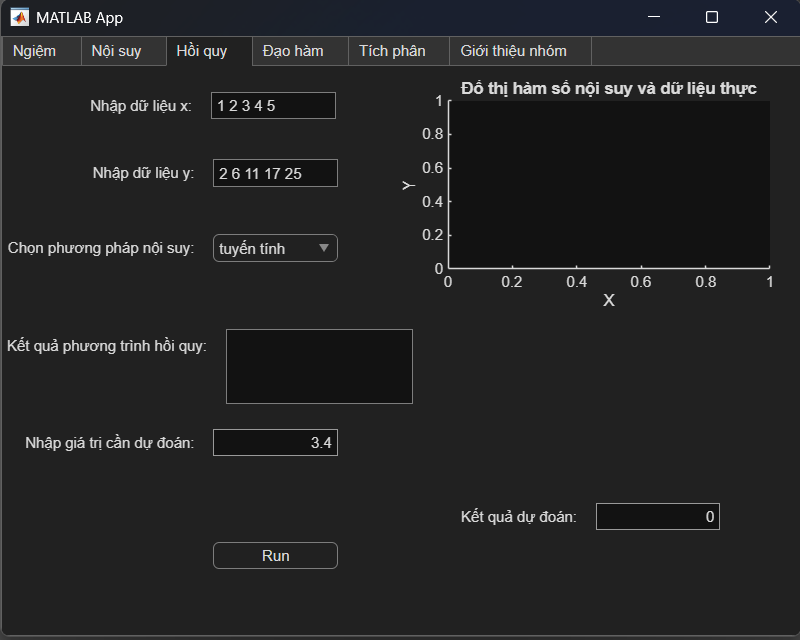 MATLAB App
Ngiệm Nội suy Hồi quy Đạo hàm Tích phân Giới thiệu nhóm
Nhập dữ liệu x: 1 2 3 4 5
Nhập dữ liệu y: 2 6 11 17 25
Chọn phương pháp nội suy: tuyến tính
Đồ thị hàm số nội suy và dữ liệu thực
1
0.8
0.6
0.4
0.2
0
Y
0 0.2 0.4 0.6 0.8 1
X
Kết quả phương trình hồi quy:
Nhập giá trị cần dự đoán: 3.4
Kết quả dự đoán: 0
Run